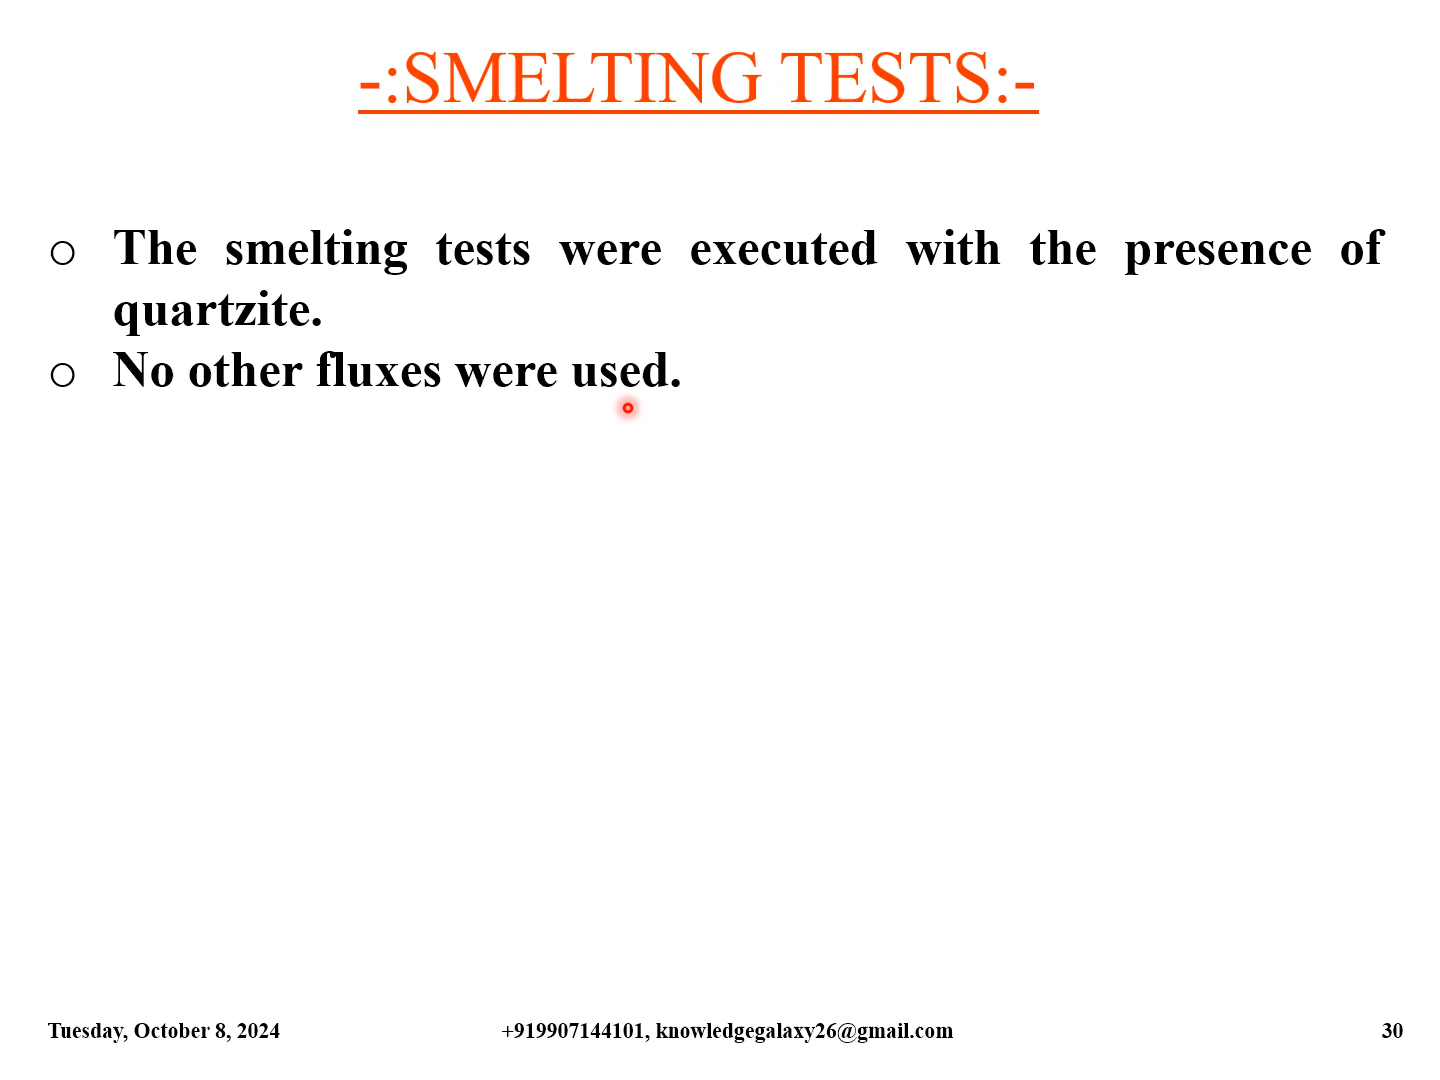 -:SMELTING TESTS:-
o The smelting tests were executed with the presence of
quartzite.
o No other fluxes were used.
Tuesday, October 8, 2024 +919907144101, knowledgegalaxy26@gmail.com 30